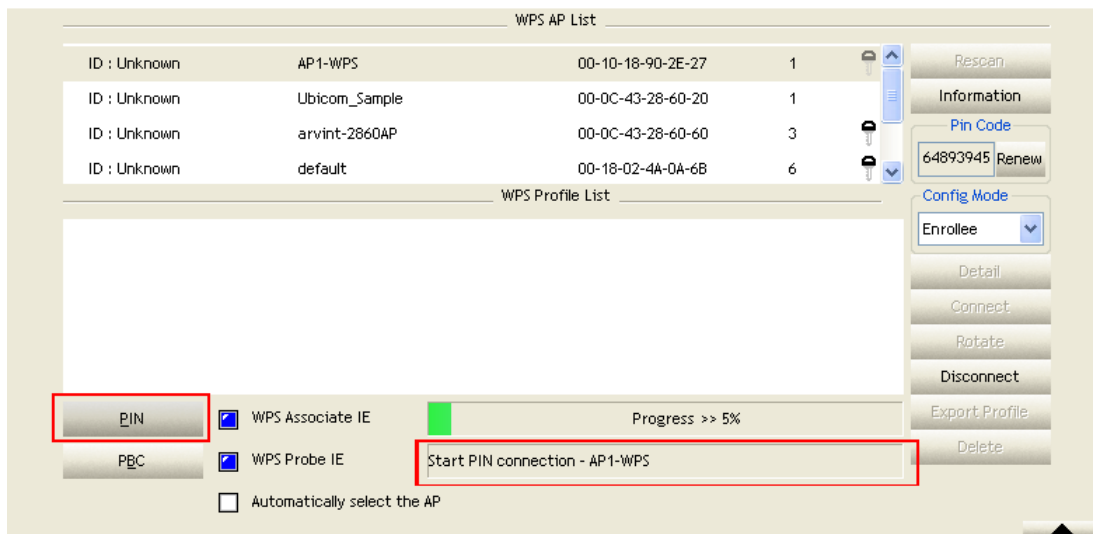 WPS AP List
ID : Unknown AP1-WPS 00-10-18-90-2E-27 1
ID : Unknown Ubicom_Sample 00-0C-43-28-60-20 1
ID : Unknown arvint-2860AP 00-0C-43-28-60-60 3
ID : Unknown default 00-18-02-4A-0A-6B 6
Rescan
Information
Pin Code
64893945 Renew
WPS Profile List
Config Mode
Enrollee
Detail
Connect
Rotate
Disconnect
Export Profile
Delete
PIN WPS Associate IE Progress >> 5%
PBC WPS Probe IE Start PIN connection - AP1-WPS
Automatically select the AP